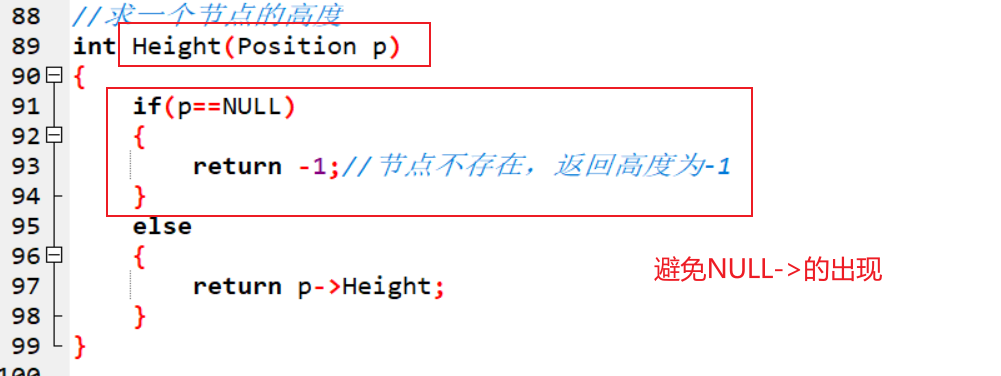 88 //求一个节点的高度
89 int Height(Position p)
90 {
91 if(p==NULL)
92 {
93 return -1;//节点不存在，返回高度为-1
94 }
95 else
96 {
避免NULL->的出现
97 return p->Height;
98 }
99 }
100